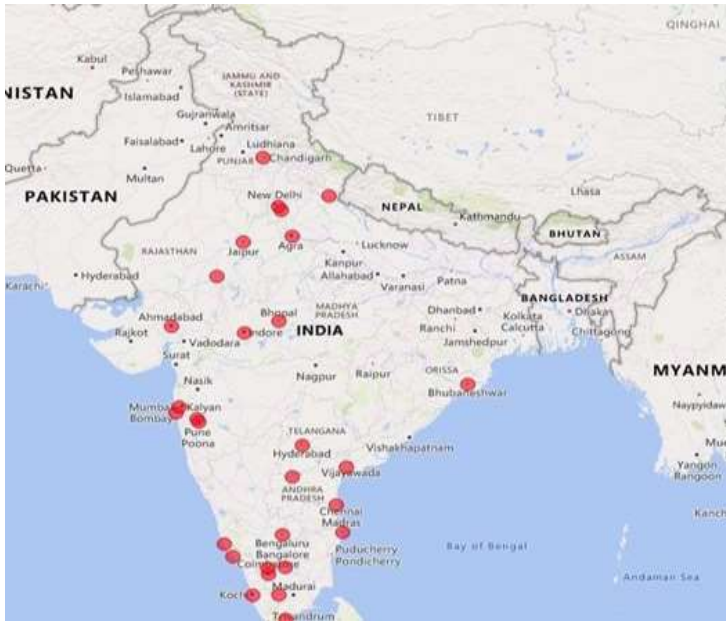 QINGHAI
Kabul
Peshawar
JAMMU AND
KASHMIR
(STATE)
Islamabad
NISTAN
Gujranwala
TIBET
Amritsar
Faisalabad
Lahore
Ludhiana
PUNJAB
Chandigarh
Quetta
Multan
Lhasa
PAKISTAN
New Delhi
NEPAL
Kathmandu
BHUTAN
Agra
Lucknow
RAJASTHAN
Jaipur
ASSAM
Kanpur
Hyderabad
Allahabad
Patna
Karachi
Varanasi
BANGLADESH
Bhopal
MADHYA
PRADESH
Dhanbad
Kolkata
Calcutta
Dhaka
Ahmadabad
Indore
INDIA
Ranchi
Chittagong
Rajkot
Vadodara
Jamshedpur
Surat
Nagpur
Raipur
ORISSA
MYANM
Nasik
Bhubaneshwar
Naypyidaw
Mumbai
Bombay
Kalyan
Pune
Poona
TELANGANA
Hyderabad
Vishakhapatnam
Yangon
Rangoon
Vijayawada
ANDHRA
PRADESH
Kanch
Chennai
Madras
Bengaluru
Bangalore
Puducherry
Pondicherry
Bay of Bengal
Coimbatore
Andaman Sea
Madurai
Kochi
Trivandrum